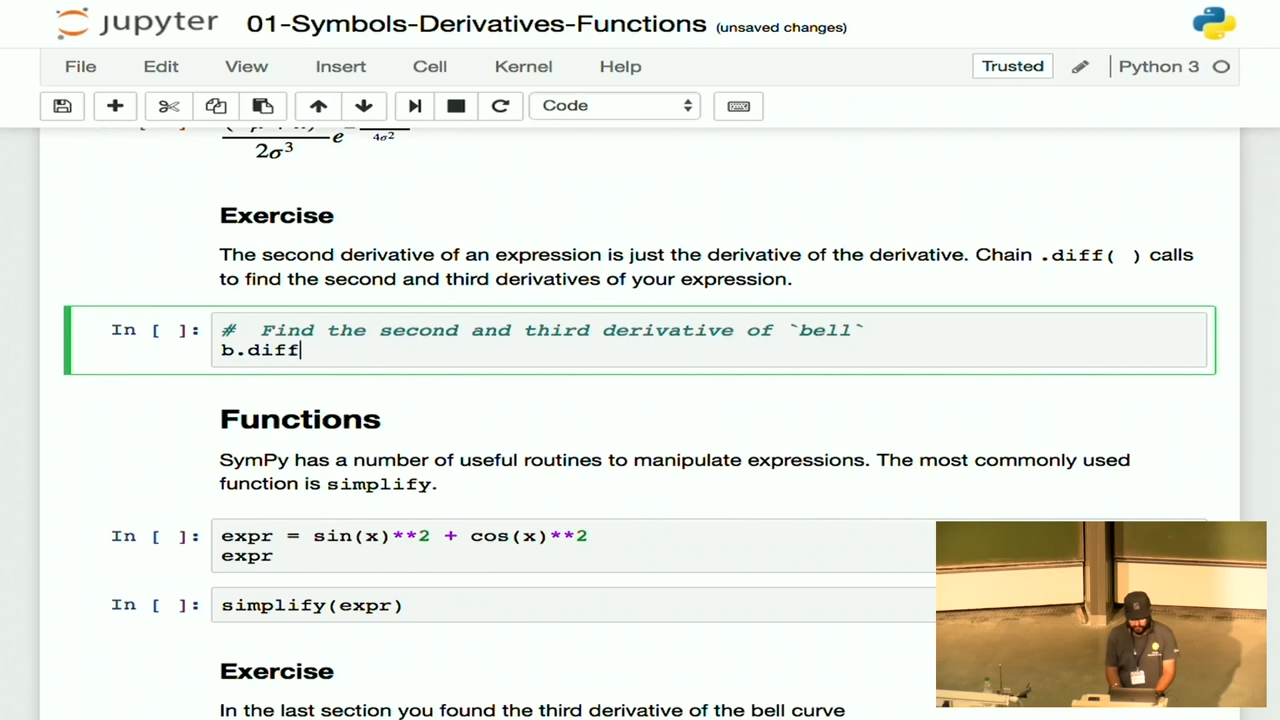 jupyter 01-Symbols-Derivatives-Functions (unsaved changes)
File Edit View Insert Cell Kernel Help Trusted Python 3
Code
2σ³ e 4σ²
Exercise
The second derivative of an expression is just the derivative of the derivative. Chain .diff( ) calls
to find the second and third derivatives of your expression.
In [ ]: # Find the second and third derivative of `bell`
b.diff
Functions
SymPy has a number of useful routines to manipulate expressions. The most commonly used
function is simplify.
In [ ]: expr = sin(x)**2 + cos(x)**2
expr
In [ ]: simplify(expr)
Exercise
In the last section you found the third derivative of the bell curve